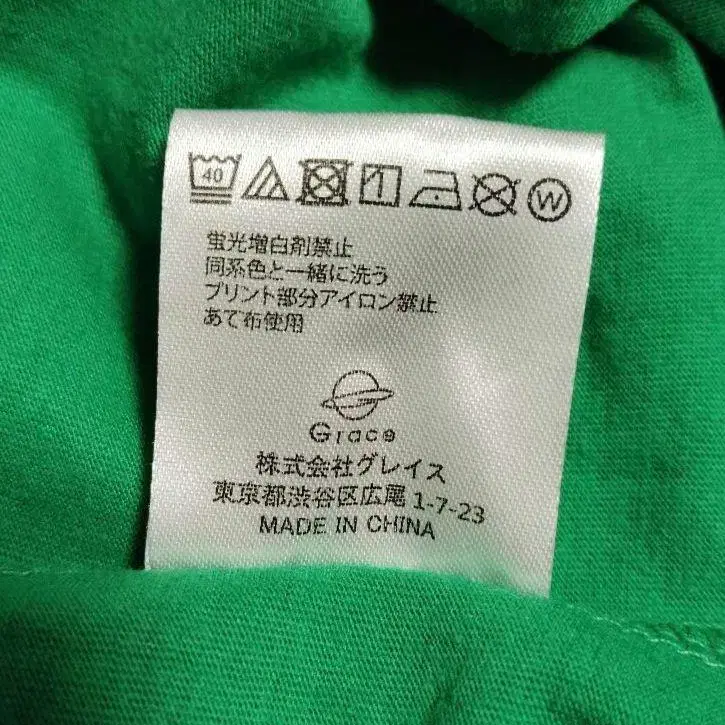 40
W
蛍光増白剤禁止
同系色と一緒に洗う
プリント部分アイロン禁止
あて布使用
Grace
株式会社グレイス
東京都渋谷区広尾1-7-23
MADE IN CHINA